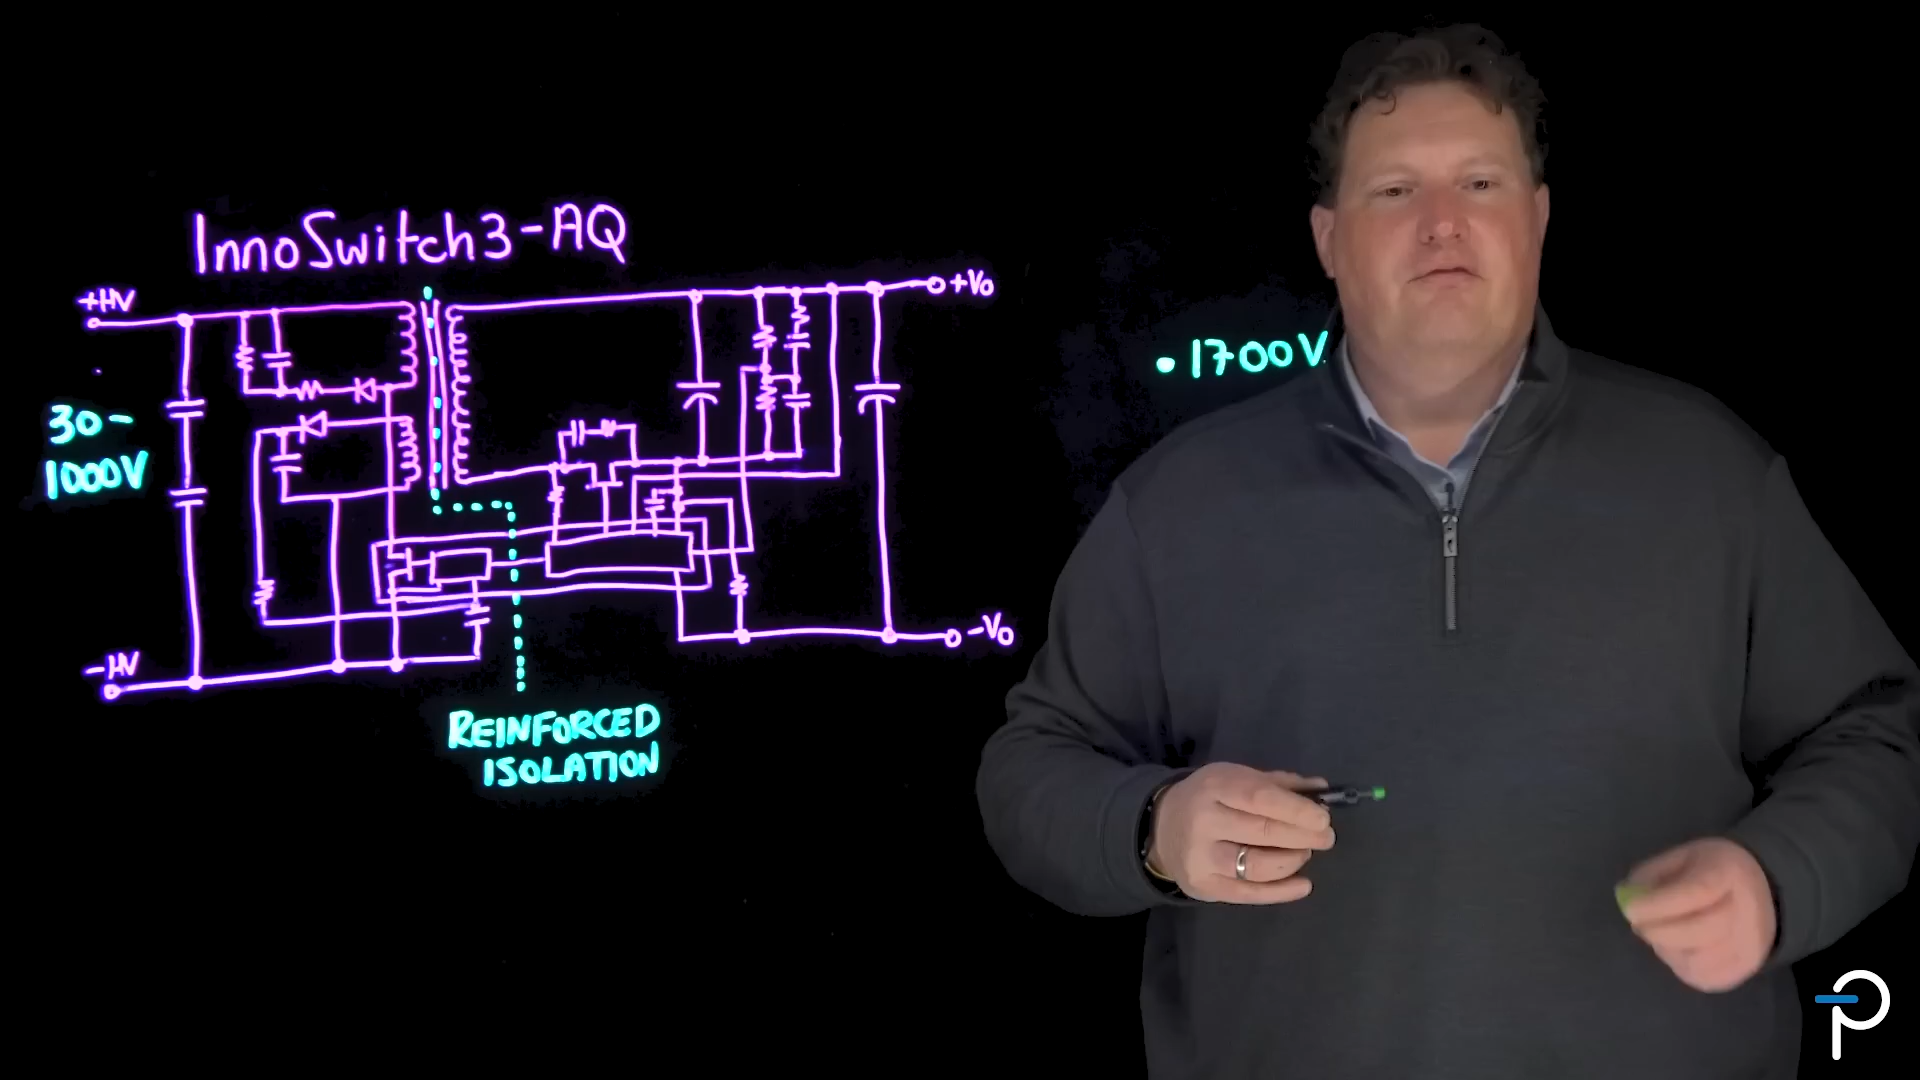 InnoSwitch3-AQ
+HV
+Vo
• 1700V
30-
1000V
-Vo
-HV
REINFORCED
ISOLATION